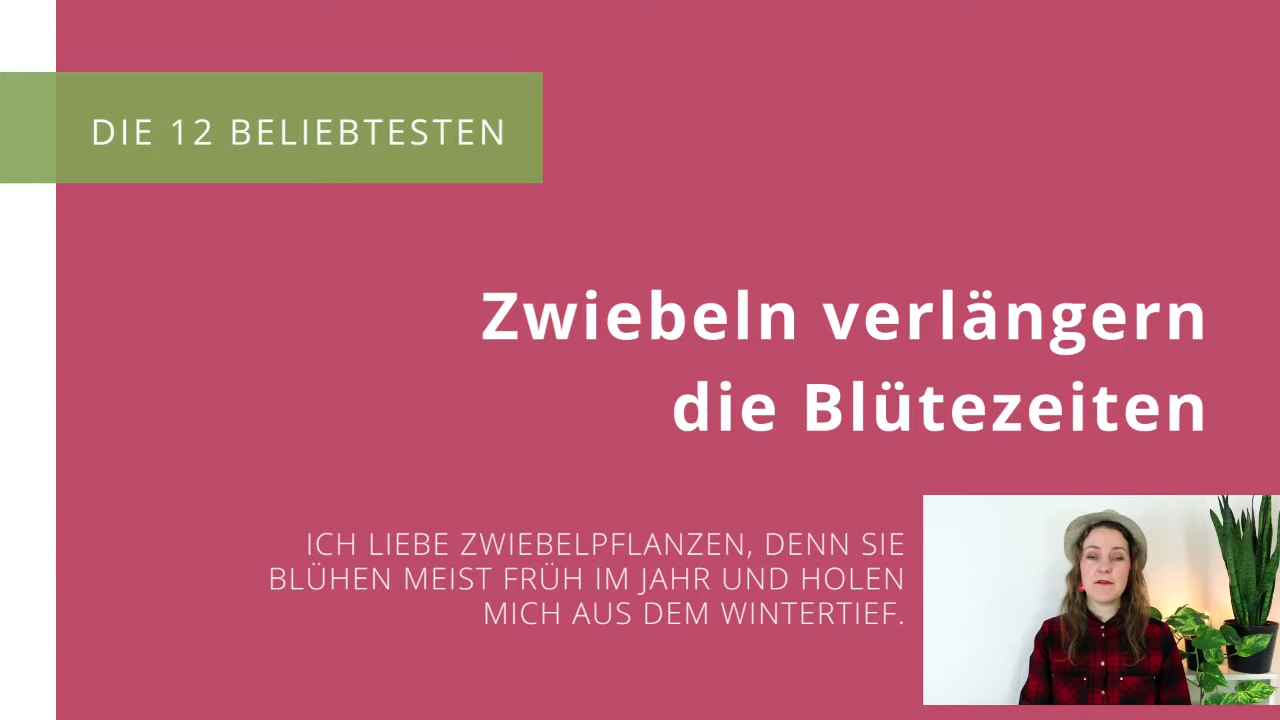 DIE 12 BELIEBTESTEN
Zwiebeln verlängern
die Blütezeiten
ICH LIEBE ZWIEBELPFLANZEN, DENN SIE
BLÜHEN MEIST FRÜH IM JAHR UND HOLEN
MICH AUS DEM WINTERTIEF.